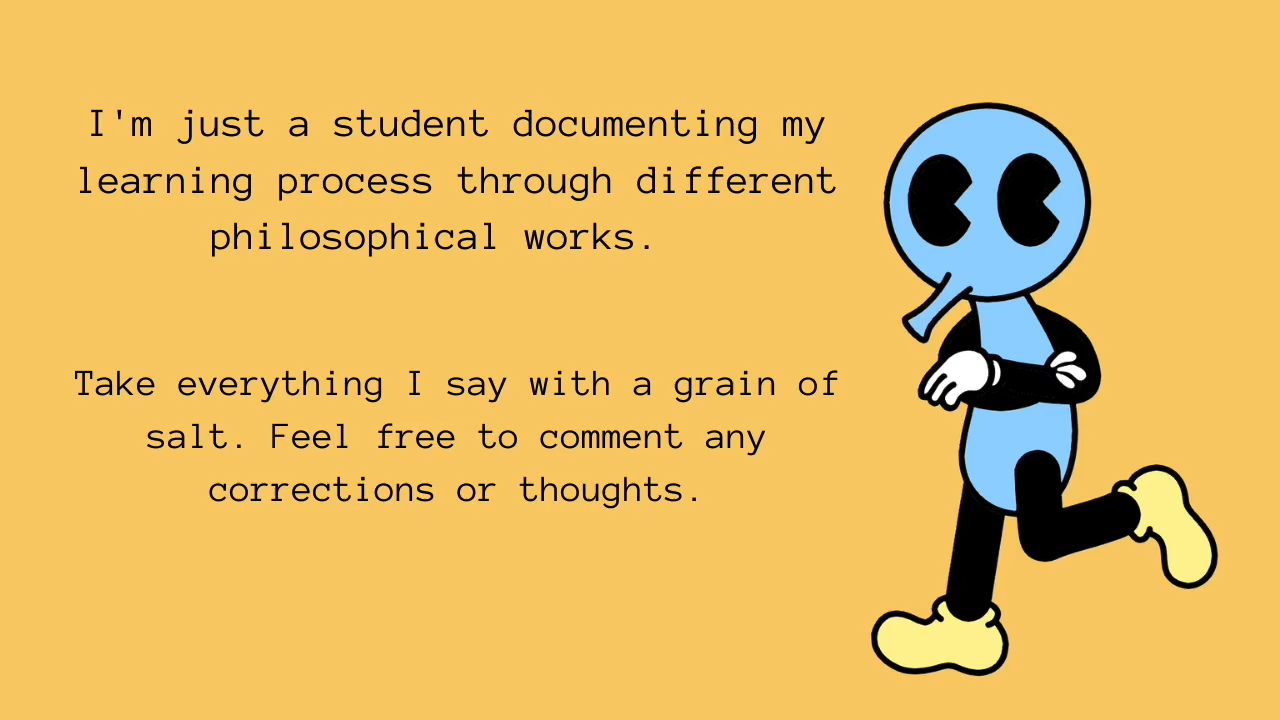 I'm just a student documenting my
learning process through different
philosophical works.
Take everything I say with a grain of
salt. Feel free to comment any
corrections or thoughts.